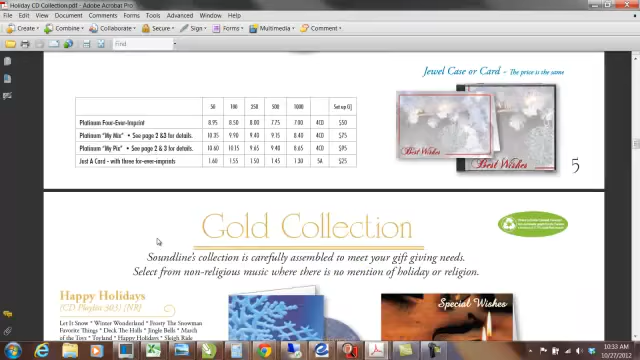 Holiday CD Collection.pdf - Adobe Acrobat Pro
File Edit View Document Comments Forms Tools Advanced Window Help
Create Combine Collaborate Secure Sign Forms Multimedia Comment
Find
Jewel Case or Card - The price is the same
50 100 250 500 1000 Set up
Platinum Four-Ever-Imprint 8.95 8.50 8.00 7.75 7.00 4CD $50
Platinum "My Mix" • See page 2 & 3 for details. 10.35 9.90 9.40 9.15 8.40 4CD $75
Platinum "My Pix" • See page 2 & 3 for details. 10.60 10.15 9.65 9.40 8.65 4CD $95
Just A Card - with three for-ever-imprints 1.60 1.55 1.50 1.45 1.30 5A $25
Best Wishes
Best Wishes
5
Gold Collection
Soundline's collection is carefully assembled to meet your gift giving needs.
Select from non-religious music where there is no mention of holiday or religion.
Happy Holidays
(CD Playlist 5031 [NR])
Let It Snow * Winter Wonderland * Frosty The Snowman
Favorite Things * Deck The Halls * Jingle Bells * March
of the Toys * Toyland * Happy Holidays * Sleigh Ride
Special Wishes
10:33 AM
10/27/2012